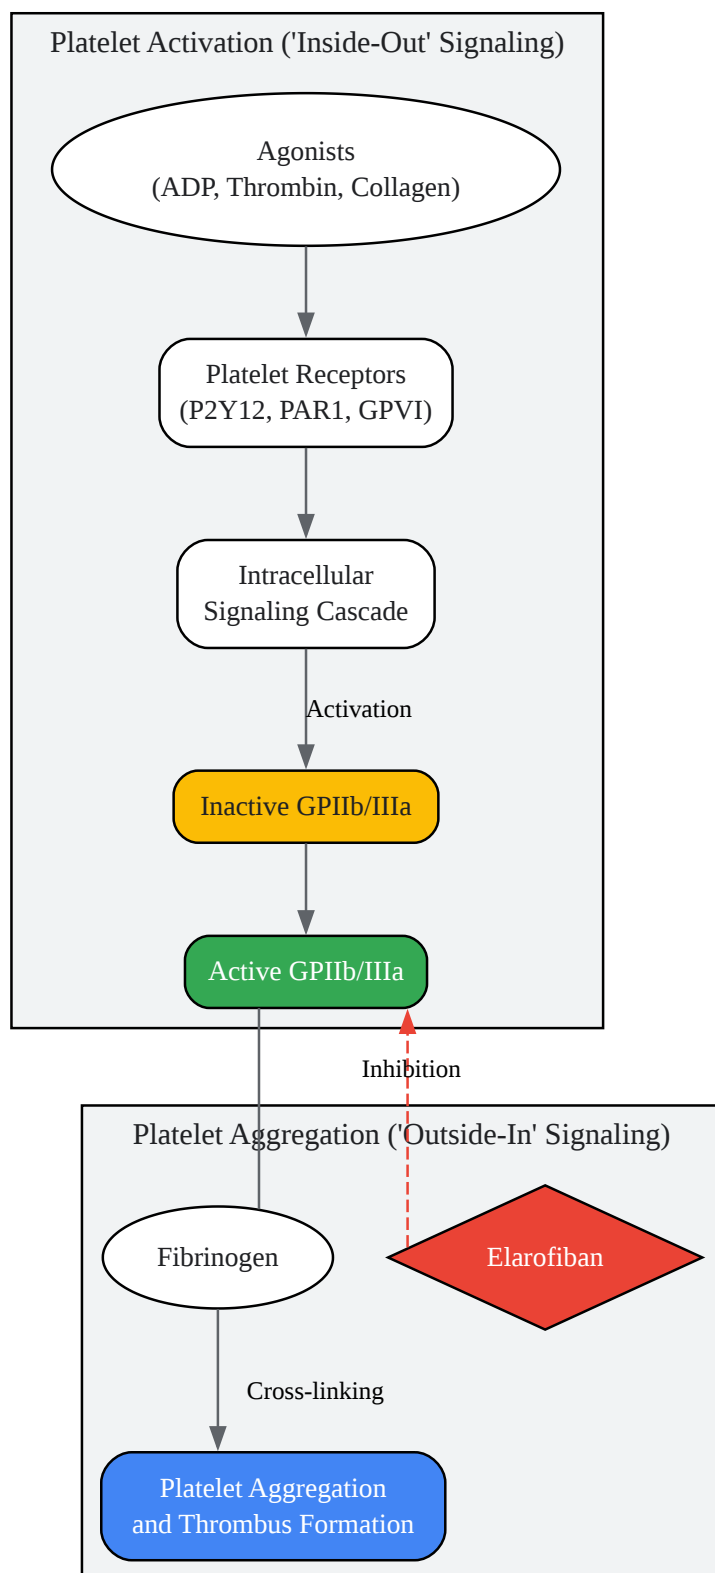 Platelet Activation ('Inside-Out' Signaling)
Agonists
(ADP, Thrombin, Collagen)
Platelet Receptors
(P2Y12, PAR1, GPVI)
Intracellular
Signaling Cascade
Activation
Inactive GPIIb/IIIa
Active GPIIb/IIIa
Inhibition
Platelet Aggregation ('Outside-In' Signaling)
Fibrinogen
Elarofiban
Cross-linking
Platelet Aggregation
and Thrombus Formation